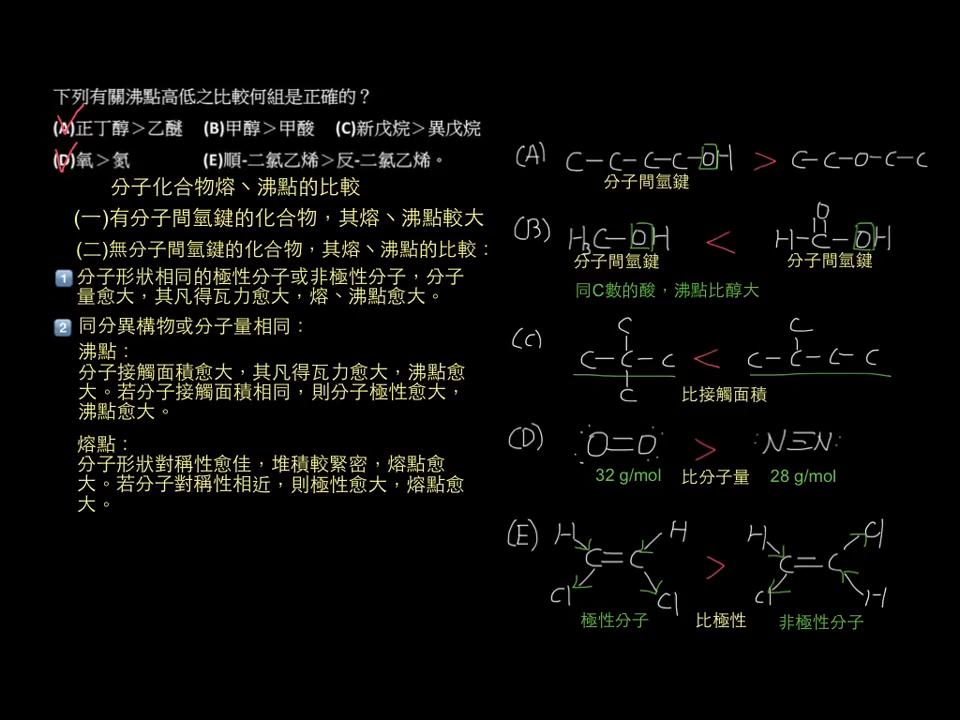 下列有關沸點高低之比較何組是正確的？
(A)正丁醇＞乙醚 (B)甲醇＞甲酸 (C)新戊烷＞異戊烷
(D)氧＞氮 (E)順-二氯乙烯＞反-二氯乙烯。
分子化合物熔、沸點的比較
(一)有分子間氫鍵的化合物，其熔、沸點較大
(二)無分子間氫鍵的化合物，其熔、沸點的比較：
1 分子形狀相同的極性分子或非極性分子，分子
量愈大，其凡得瓦力愈大，熔、沸點愈大。
2 同分異構物或分子量相同：
沸點：
分子接觸面積愈大，其凡得瓦力愈大，沸點愈
大。若分子接觸面積相同，則分子極性愈大，
沸點愈大。
熔點：
分子形狀對稱性愈佳，堆積較緊密，熔點愈
大。若分子對稱性相近，則極性愈大，熔點愈
大。
(A) C-C-C-C-OH > C-C-O-C-C
分子間氫鍵
(B) H3C-OH < H-C-OH
O
分子間氫鍵 分子間氫鍵
同C數的酸，沸點比醇大
(C) C C
C-C-C < C-C-C-C
C 比接觸面積
(D) O=O > N≡N
32 g/mol 比分子量 28 g/mol
(E) H H H Cl
C=C > C=C
Cl Cl Cl H
極性分子 比極性 非極性分子